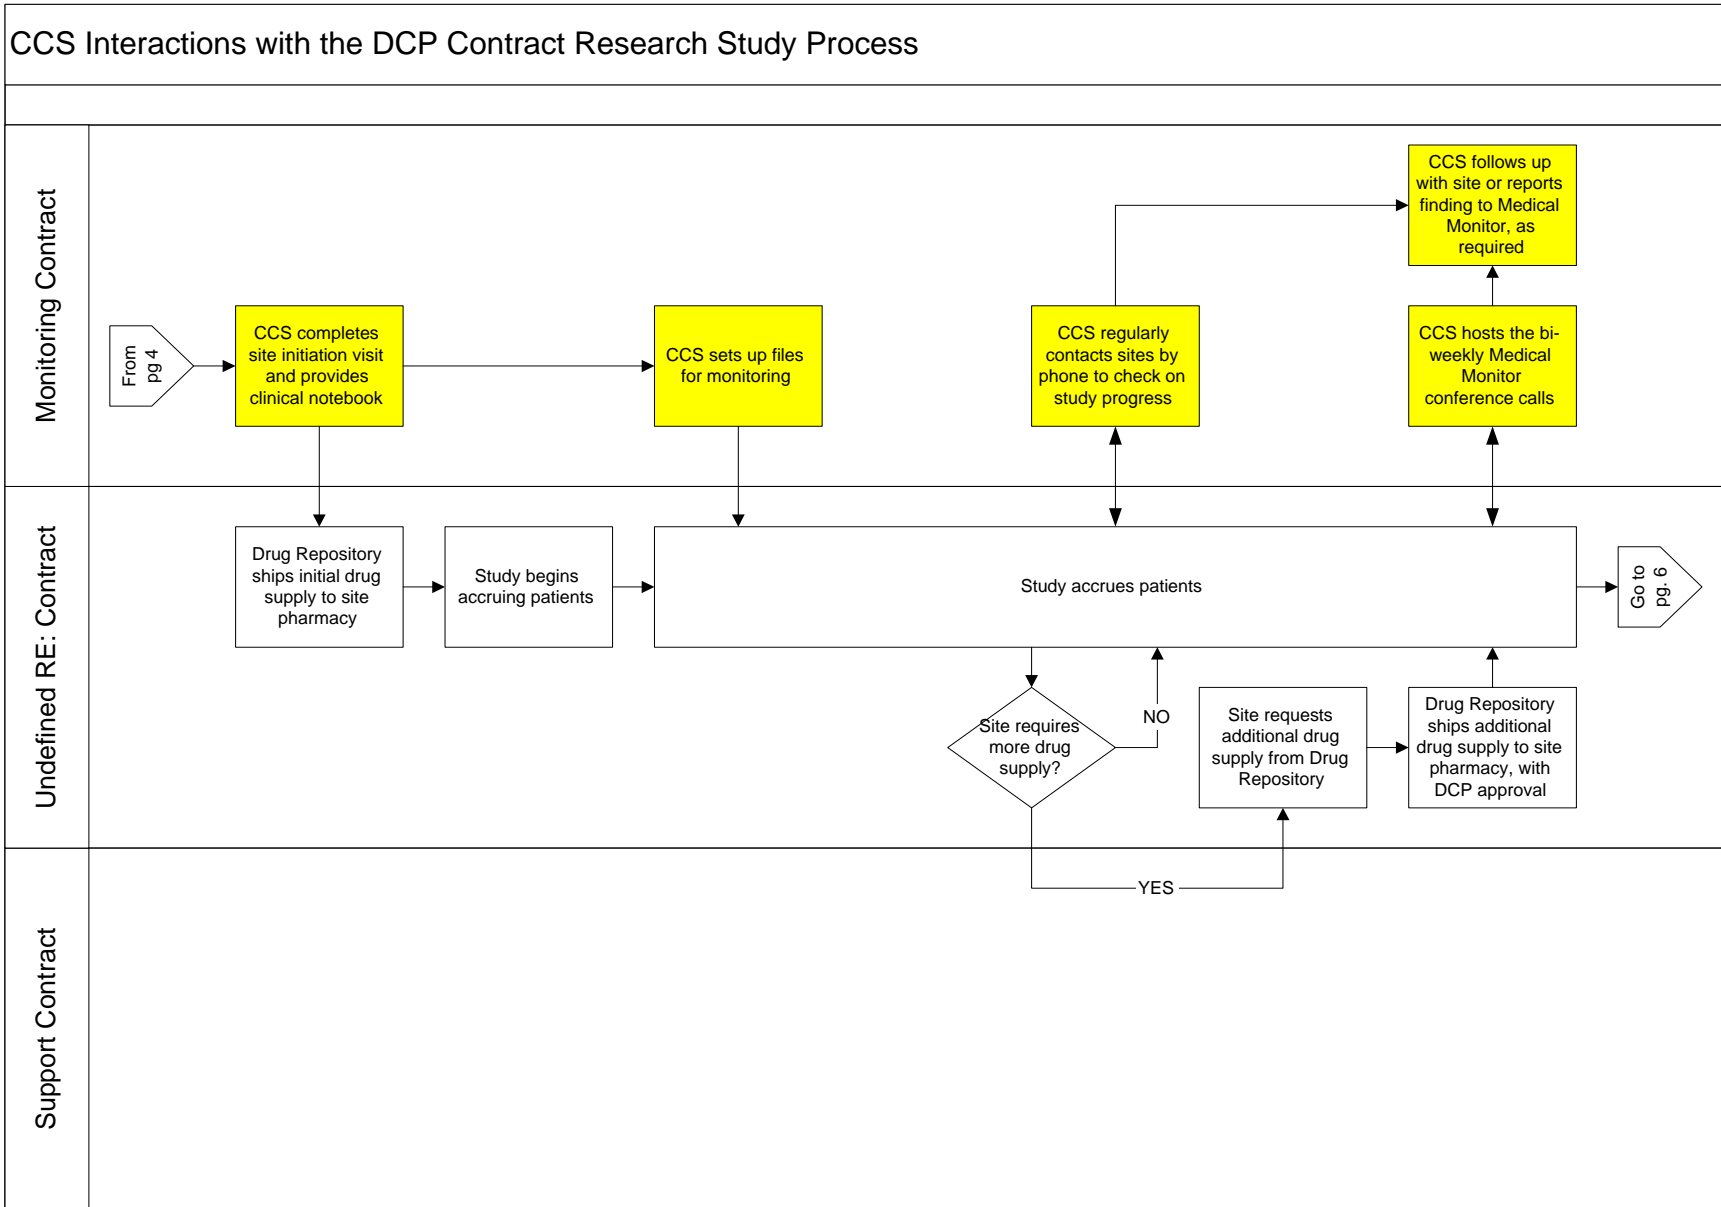 CCS Interactions with the DCP Contract Research Study Process
Monitoring Contract
From
pg 4
CCS completes
site initiation visit
and provides
clinical notebook
CCS sets up files
for monitoring
CCS regularly
contacts sites by
phone to check on
study progress
CCS follows up
with site or reports
finding to Medical
Monitor, as
required
CCS hosts the bi-
weekly Medical
Monitor
conference calls
Undefined RE: Contract
Drug Repository
ships initial drug
supply to site
pharmacy
Study begins
accruing patients
Study accrues patients
Go to
pg. 6
Site requires
more drug
supply?
NO
Site requests
additional drug
supply from Drug
Repository
Drug Repository
ships additional
drug supply to site
pharmacy, with
DCP approval
YES
Support Contract